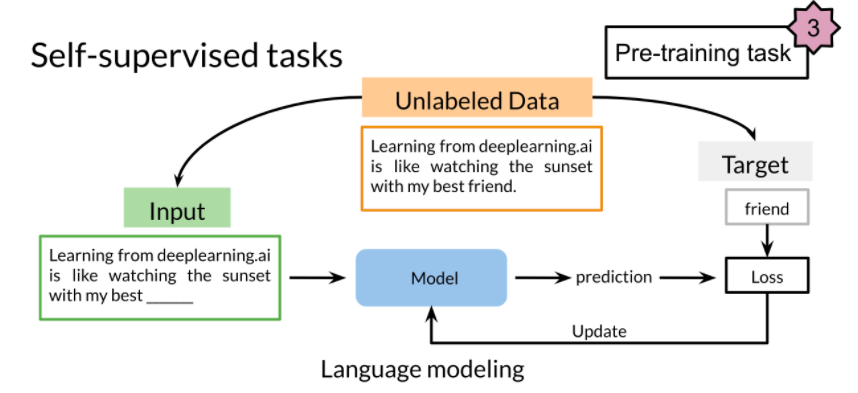 Self-supervised tasks
Pre-training task
3
Unlabeled Data
Learning from deeplearning.ai
is like watching the sunset
with my best friend.
Target
friend
Input
Learning from deeplearning.ai
is like watching the sunset
with my best ______
Model
prediction
Loss
Update
Language modeling